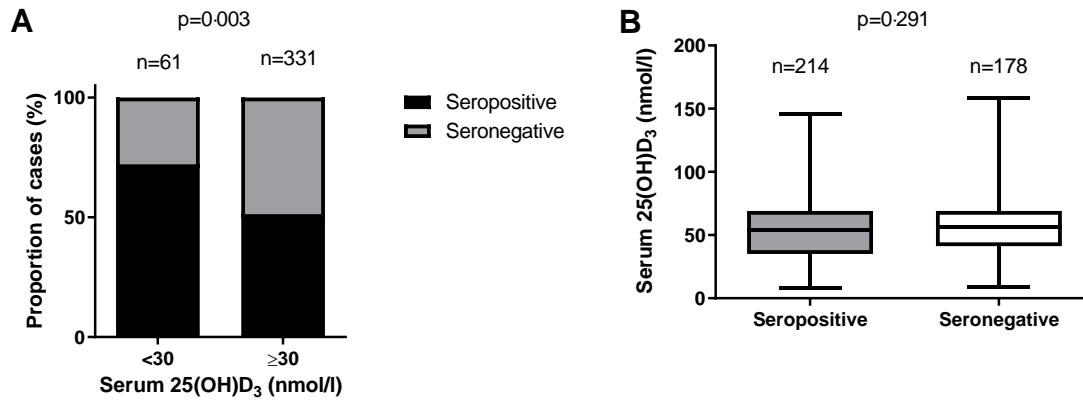 A
p=0·003
n=61
n=331
100
50
0
Proportion of cases (%)
<30
≥30
Serum 25(OH)D₃ (nmol/l)
Seropositive
Seronegative
B
p=0·291
n=214
n=178
200
150
100
50
0
Serum 25(OH)D₃ (nmol/l)
Seropositive
Seronegative